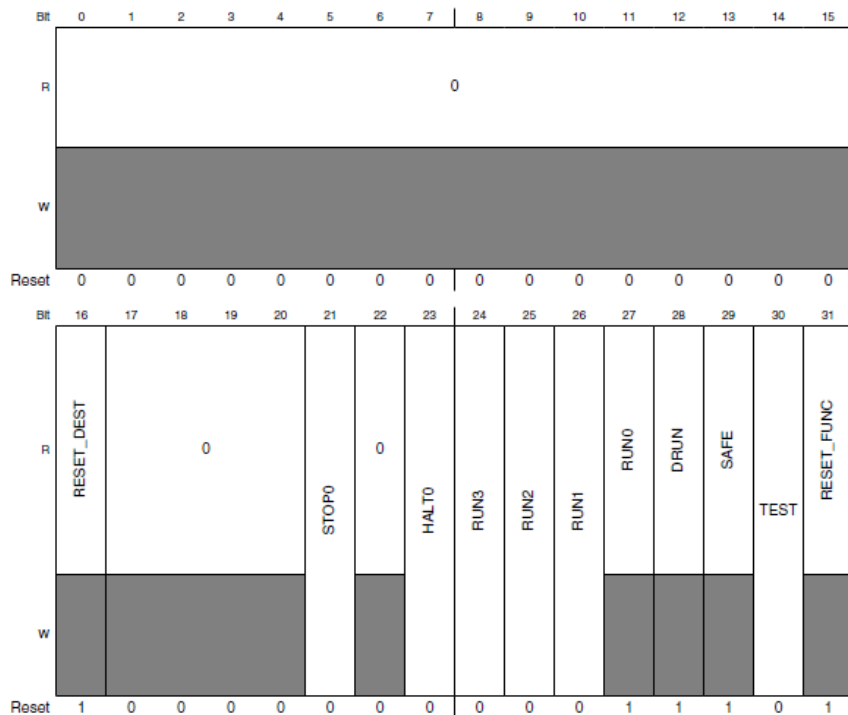 Bit 0 1 2 3 4 5 6 7 8 9 10 11 12 13 14 15
R 0
W
Reset 0 0 0 0 0 0 0 0 0 0 0 0 0 0 0 0
Bit 16 17 18 19 20 21 22 23 24 25 26 27 28 29 30 31
R RESET_DEST 0 STOP0 0 HALT0 RUN3 RUN2 RUN1 RUN0 DRUN SAFE TEST RESET_FUNC
W
Reset 1 0 0 0 0 0 0 0 0 0 0 1 1 1 0 1